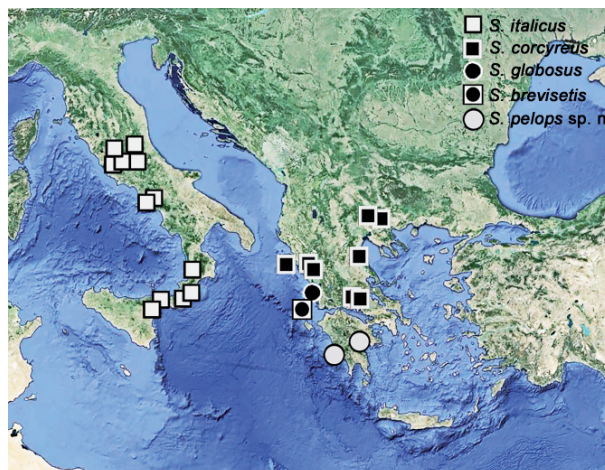 S. italicus
S. corcyreus
S. globosus
S. brevisetis
S. pelops sp. n